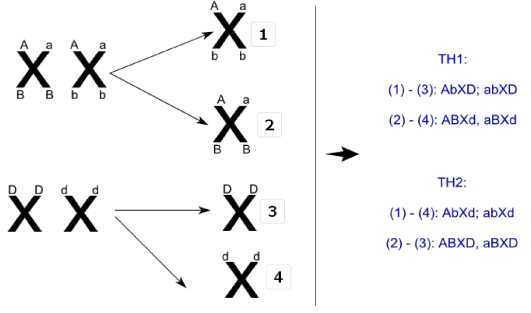 A a
1
b b
A a A a
B B b b
A a
2
B B
D D d d
D D
3
d d
4
TH1:
(1) - (3): AbXD; abXD
(2) - (4): ABXd, aBXd
TH2:
(1) - (4): AbXd; abXd
(2) - (3): ABXD, aBXD